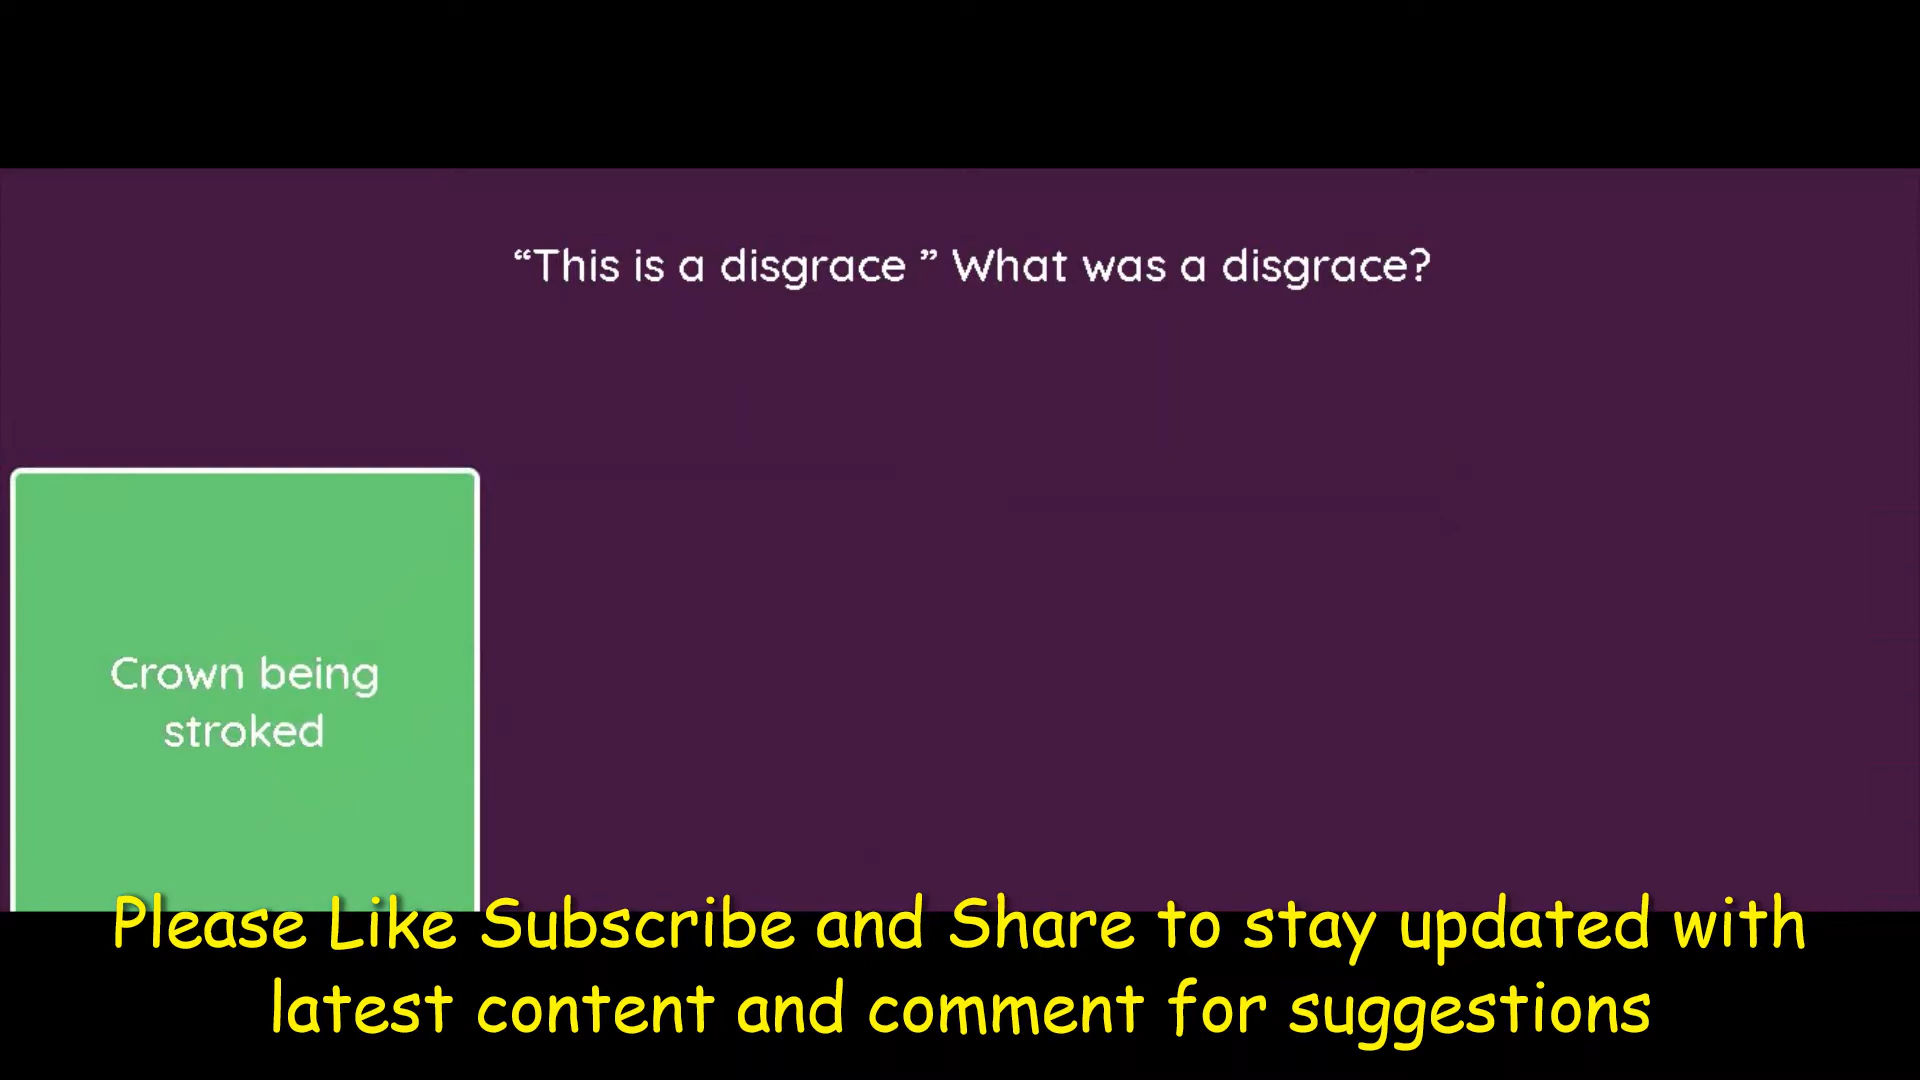 “This is a disgrace ” What was a disgrace?
Crown being
stroked
Please Like Subscribe and Share to stay updated with
latest content and comment for suggestions